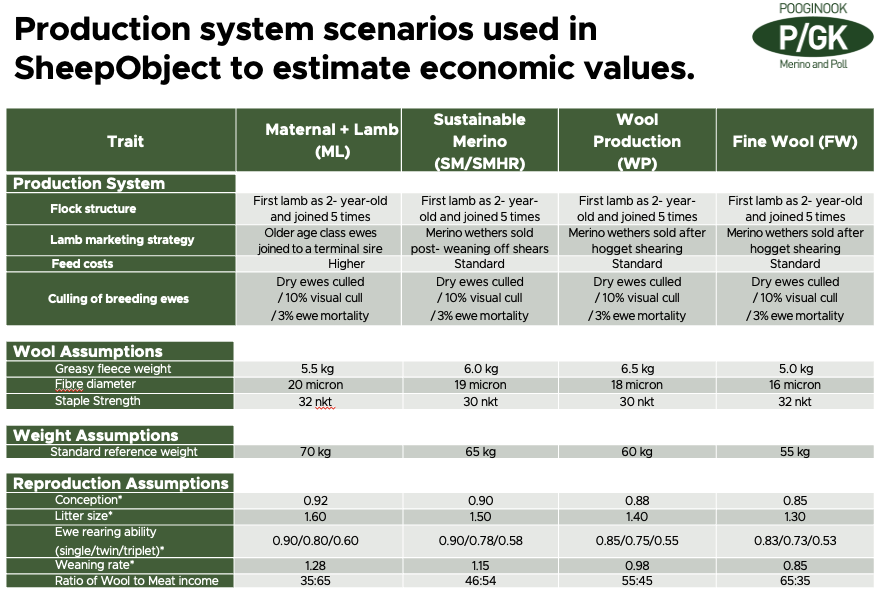 Production system scenarios used in
SheepObject to estimate economic values.
POOGINOOK
P/GK
Merino and Poll
Trait
Maternal + Lamb
(ML)
Sustainable
Merino
(SM/SMHR)
Wool
Production
(WP)
Fine Wool (FW)
Production System
Flock structure
First lamb as 2- year-old
and joined 5 times
First lamb as 2- year-
old and joined 5 times
First lamb as 2- year-
old and joined 5 times
First lamb as 2- year-old
and joined 5 times
Lamb marketing strategy
Older age class ewes
joined to a terminal sire
Merino wethers sold
post- weaning off shears
Merino wethers sold after
hogget shearing
Merino wethers sold after
hogget shearing
Feed costs
Higher
Standard
Standard
Standard
Culling of breeding ewes
Dry ewes culled
/ 10% visual cull
/ 3% ewe mortality
Dry ewes culled
/ 10% visual cull
/ 3% ewe mortality
Dry ewes culled
/ 10% visual cull
/ 3% ewe mortality
Dry ewes culled
/ 10% visual cull
/ 3% ewe mortality
Wool Assumptions
Greasy fleece weight
5.5 kg
6.0 kg
6.5 kg
5.0 kg
Fibre diameter
20 micron
19 micron
18 micron
16 micron
Staple Strength
32 nkt
30 nkt
30 nkt
32 nkt
Weight Assumptions
Standard reference weight
70 kg
65 kg
60 kg
55 kg
Reproduction Assumptions
Conception*
0.92
0.90
0.88
0.85
Litter size*
1.60
1.50
1.40
1.30
Ewe rearing ability
(single/twin/triplet)*
0.90/0.80/0.60
0.90/0.78/0.58
0.85/0.75/0.55
0.83/0.73/0.53
Weaning rate*
1.28
1.15
0.98
0.85
Ratio of Wool to Meat income
35:65
46:54
55:45
65:35